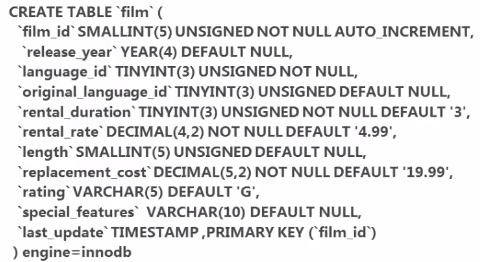 CREATE TABLE `film` (
`film_id` SMALLINT(5) UNSIGNED NOT NULL AUTO_INCREMENT,
`release_year` YEAR(4) DEFAULT NULL,
`language_id` TINYINT(3) UNSIGNED NOT NULL,
`original_language_id` TINYINT(3) UNSIGNED DEFAULT NULL,
`rental_duration` TINYINT(3) UNSIGNED NOT NULL DEFAULT '3',
`rental_rate` DECIMAL(4,2) NOT NULL DEFAULT '4.99',
`length` SMALLINT(5) UNSIGNED DEFAULT NULL,
`replacement_cost` DECIMAL(5,2) NOT NULL DEFAULT '19.99',
`rating` VARCHAR(5) DEFAULT 'G',
`special_features` VARCHAR(10) DEFAULT NULL,
`last_update` TIMESTAMP ,PRIMARY KEY (`film_id`)
) engine=innodb